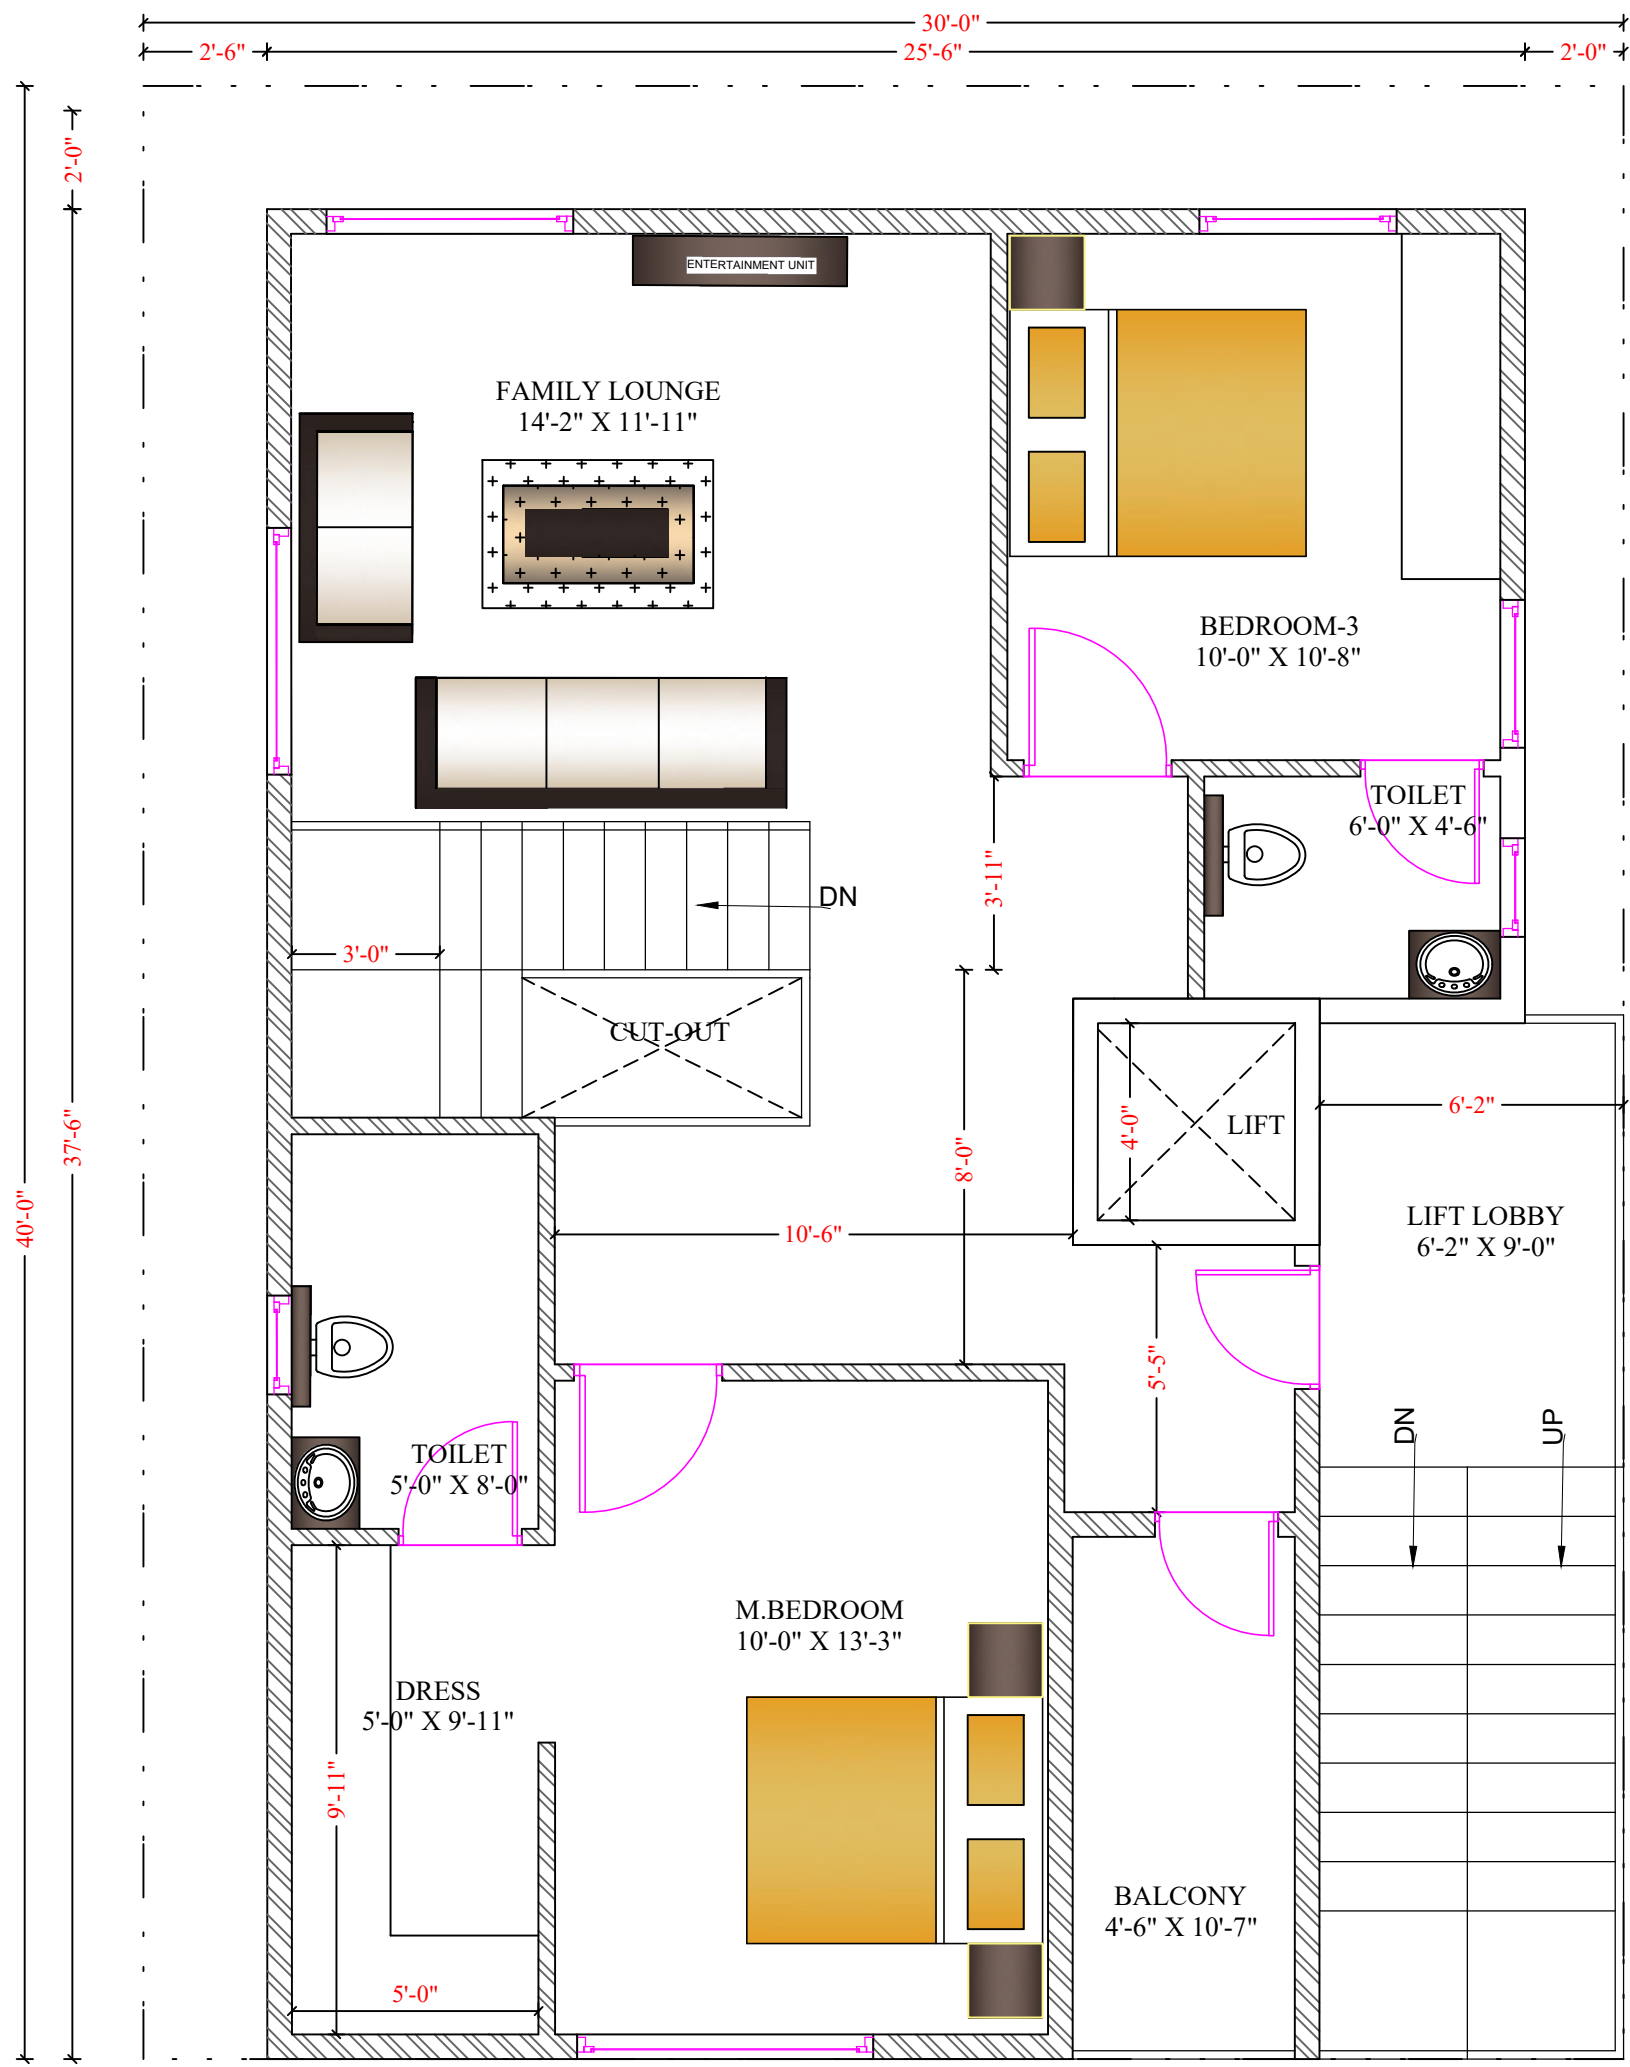 30'-0"
2'-6"
25'-6"
2'-0"
2'-0"
ENTERTAINMENT UNIT
FAMILY LOUNGE
14'-2" X 11'-11"
BEDROOM-3
10'-0" X 10'-8"
TOILET
6'-0" X 4'-6"
3'-11"
DN
3'-0"
CUT-OUT
37'-6"
40'-0"
8'-0"
4'-0"
LIFT
6'-2"
LIFT LOBBY
6'-2" X 9'-0"
10'-6"
5'-5"
DN
UP
TOILET
5'-0" X 8'-0"
M.BEDROOM
10'-0" X 13'-3"
DRESS
5'-0" X 9'-11"
9'-11"
BALCONY
4'-6" X 10'-7"
5'-0"